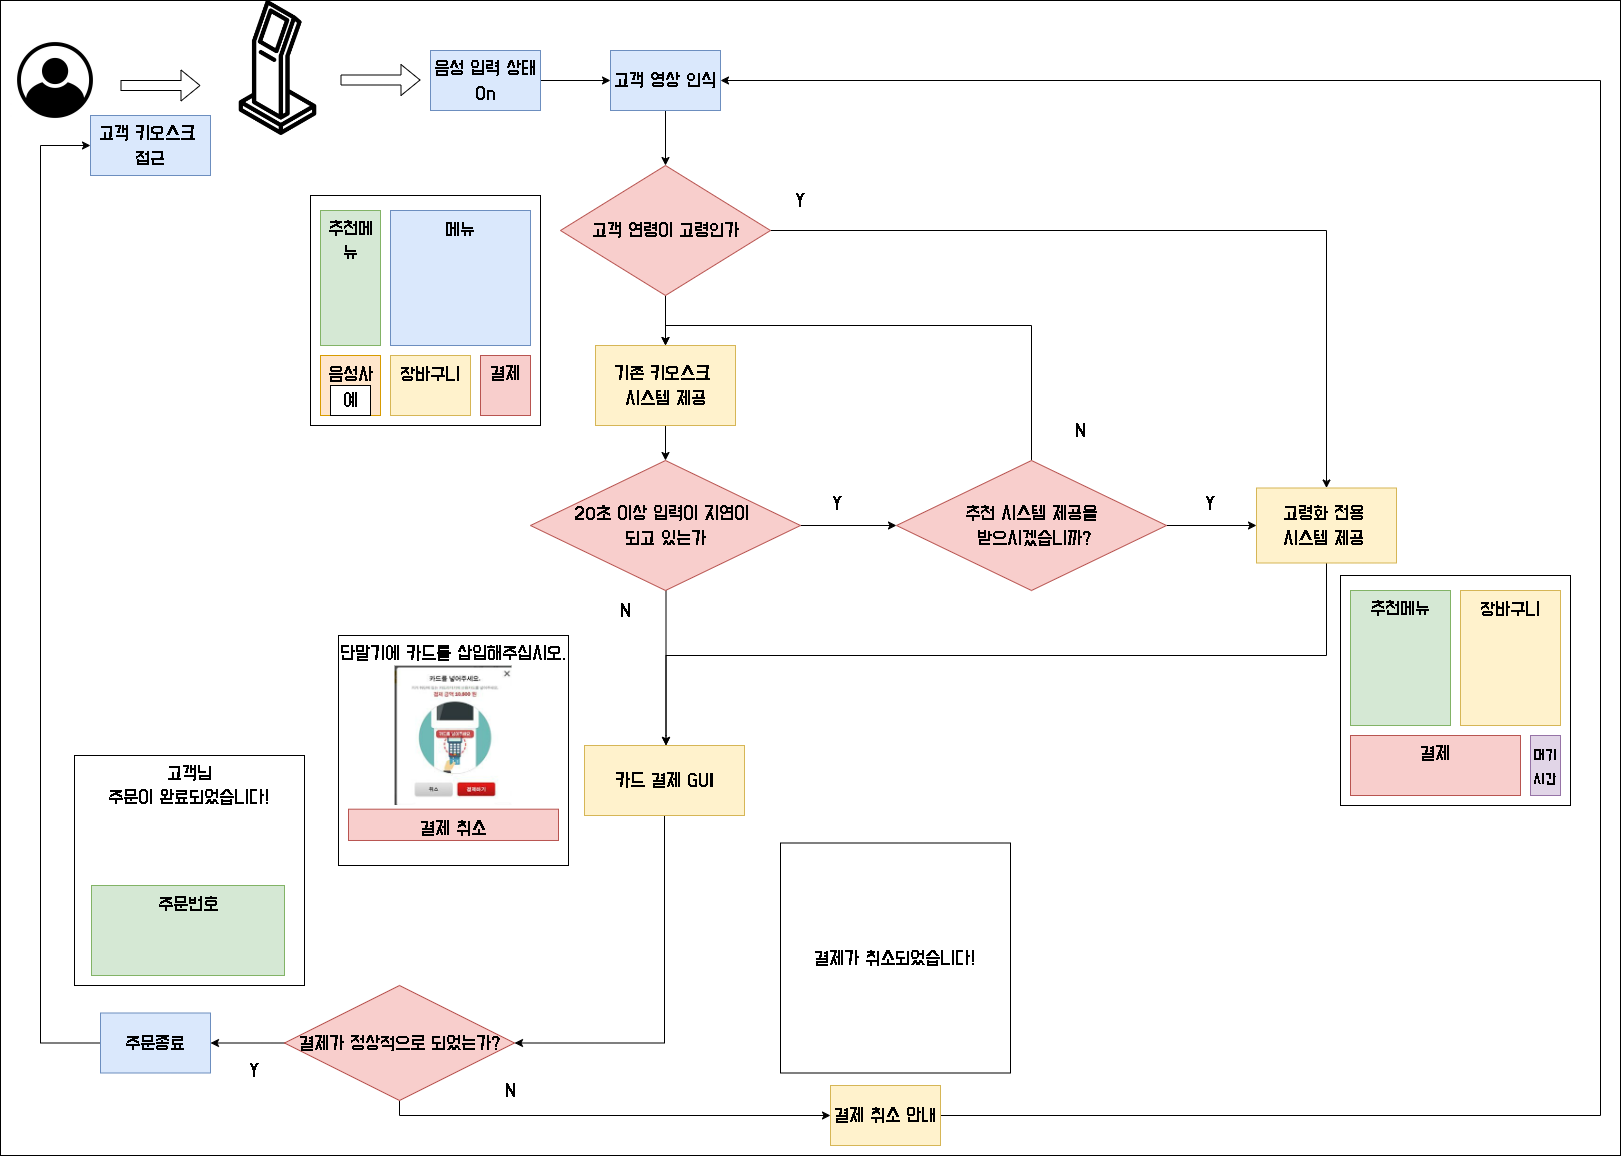 음성 입력 상태
On
고객 영상 인식
고객 키오스크
접근
고객 연령이 고령인가
Y
추천메
뉴
메뉴
음성사
예
장바구니
결제
기존 키오스크
시스템 제공
N
20초 이상 입력이 지연이
되고 있는가
Y
추천 시스템 제공을
받으시겠습니까?
Y
고령화 전용
시스템 제공
N
추천메뉴
장바구니
결제
대기
시간
단말기에 카드를 삽입해주십시오.
카드를 넣어주세요.
결제 금액 10,800 원
취소
결제하기
결제 취소
카드 결제 GUI
고객님
주문이 완료되었습니다!
주문번호
결제가 취소되었습니다!
주문종료
결제가 정상적으로 되었는가?
Y
N
결제 취소 안내